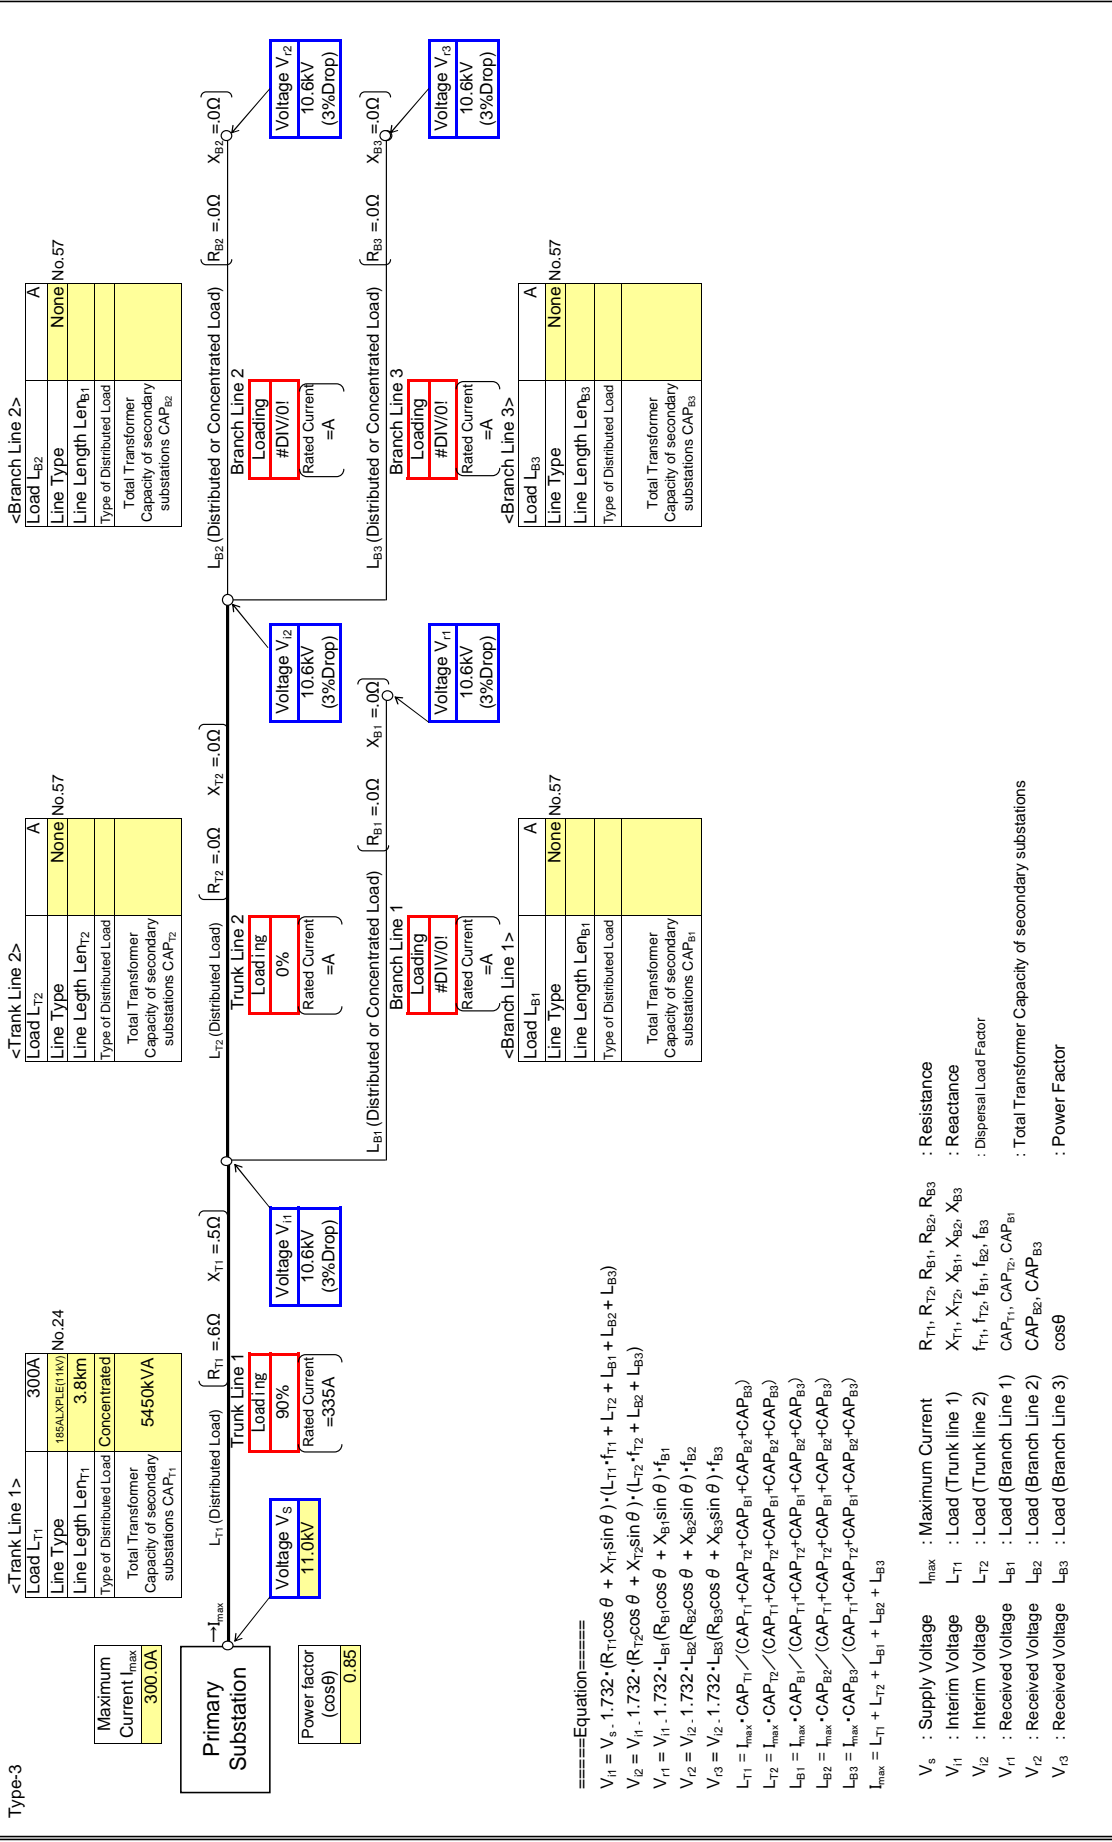 Type-3
Maximum
Current Imax
300.0A
Primary
Substation
Power factor
(cosθ)
0.85
→Imax
Voltage VS
11.0kV
<Trank Line 1>
Load LT1 300A
Line Type 185ALXPLE(11kV) No.24
Line Legth LenT1 3.8km
Type of Distributed Load Concentrated
Total Transformer
Capacity of secondary
substations CAPT1
5450kVA
LT1 (Distributed Load)
RT1 =.6Ω XT1 =.5Ω
Trunk Line 1
Loading
90%
Rated Current
=335A
Voltage Vi1
10.6kV
(3%Drop)
<Trank Line 2>
Load LT2 A
Line Type None No.57
Line Legth LenT2
Type of Distributed Load
Total Transformer
Capacity of secondary
substations CAPT2
LT2 (Distributed Load)
RT2 =.0Ω XT2 =.0Ω
Trunk Line 2
Loading
0%
Rated Current
=A
Voltage Vi2
10.6kV
(3%Drop)
LB1 (Distributed or Concentrated Load)
RB1 =.0Ω XB1 =.0Ω
Branch Line 1
Loading
#DIV/0!
Rated Current
=A
Voltage Vr1
10.6kV
(3%Drop)
<Branch Line 1>
Load LB1 A
Line Type None No.57
Line Length LenB1
Type of Distributed Load
Total Transformer
Capacity of secondary
substations CAPB1
<Branch Line 2>
Load LB2 A
Line Type None No.57
Line Length LenB1
Type of Distributed Load
Total Transformer
Capacity of secondary
substations CAPB2
LB2 (Distributed or Concentrated Load)
RB2 =.0Ω XB2 =.0Ω
Branch Line 2
Loading
#DIV/0!
Rated Current
=A
Voltage Vr2
10.6kV
(3%Drop)
LB3 (Distributed or Concentrated Load)
RB3 =.0Ω XB3 =.0Ω
Branch Line 3
Loading
#DIV/0!
Rated Current
=A
Voltage Vr3
10.6kV
(3%Drop)
<Branch Line 3>
Load LB3 A
Line Type None No.57
Line Length LenB3
Type of Distributed Load
Total Transformer
Capacity of secondary
substations CAPB3
=====Equation=====
Vi1 = VS - 1.732・(RT1cosθ + XT1sinθ)・(LT1・fT1 + LT2 + LB1 + LB2 + LB3)
Vi2 = Vi1 - 1.732・(RT2cosθ + XT2sinθ)・(LT2・fT2 + LB2 + LB3)
Vr1 = Vi1 - 1.732・LB1(RB1cosθ + XB1sinθ)・fB1
Vr2 = Vi2 - 1.732・LB2(RB2cosθ + XB2sinθ)・fB2
Vr3 = Vi2 - 1.732・LB3(RB3cosθ + XB3sinθ)・fB3
LT1 = Imax・CAPT1／(CAPT1+CAPT2+CAPB1+CAPB2+CAPB3)
LT2 = Imax・CAPT2／(CAPT1+CAPT2+CAPB1+CAPB2+CAPB3)
LB1 = Imax・CAPB1／(CAPT1+CAPT2+CAPB1+CAPB2+CAPB3)
LB2 = Imax・CAPB2／(CAPT1+CAPT2+CAPB1+CAPB2+CAPB3)
LB3 = Imax・CAPB3／(CAPT1+CAPT2+CAPB1+CAPB2+CAPB3)
Imax = LT1 + LT2 + LB1 + LB2 + LB3
Vs : Supply Voltage Imax : Maximum Current RT1, RT2, RB1, RB2, RB3 : Resistance
Vi1 : Interim Voltage LT1 : Load (Trunk line 1) XT1, XT2, XB1, XB2, XB3 : Reactance
Vi2 : Interim Voltage LT2 : Load (Trunk line 2) fT1, fT2, fB1, fB2, fB3 : Dispersal Load Factor
Vr1 : Received Voltage LB1 : Load (Branch Line 1) CAPT1, CAPT2, CAPB1 : Total Transformer Capacity of secondary substations
Vr2 : Received Voltage LB2 : Load (Branch Line 2) CAPB2, CAPB3
Vr3 : Received Voltage LB3 : Load (Branch Line 3) cosθ : Power Factor